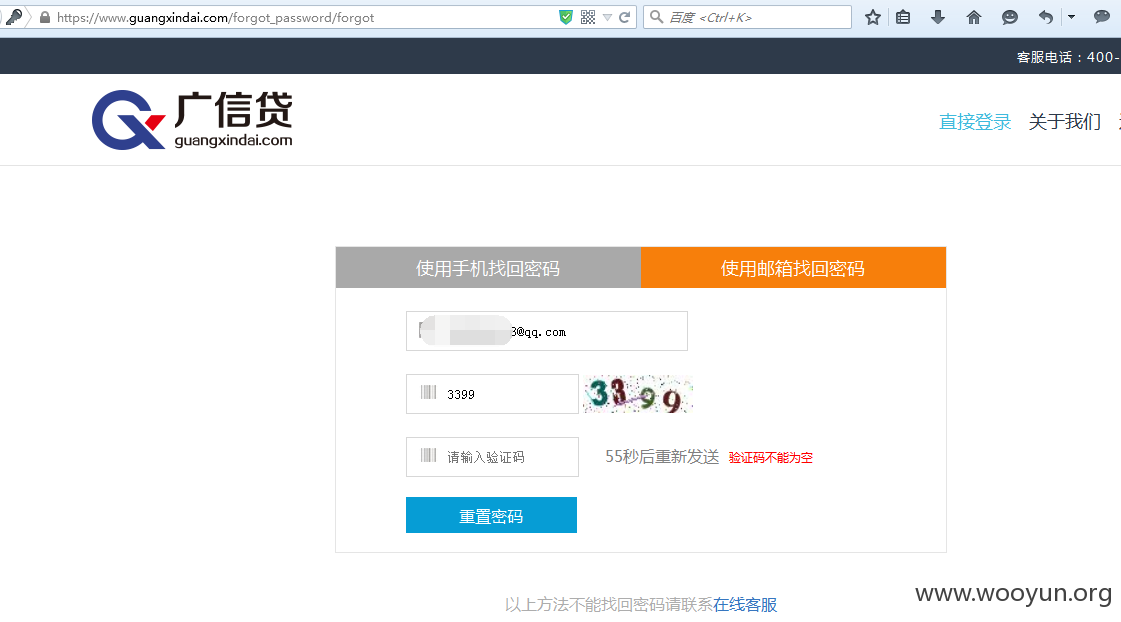 https://www.guangxindai.com/forgot_password/forgot
百度 <Ctrl+K>
客服电话：400-
广信贷
guangxindai.com
直接登录 关于我们
使用手机找回密码 使用邮箱找回密码
3@qq.com
3399 3399
请输入验证码 55秒后重新发送 验证码不能为空
重置密码
以上方法不能找回密码请联系在线客服
www.wooyun.org